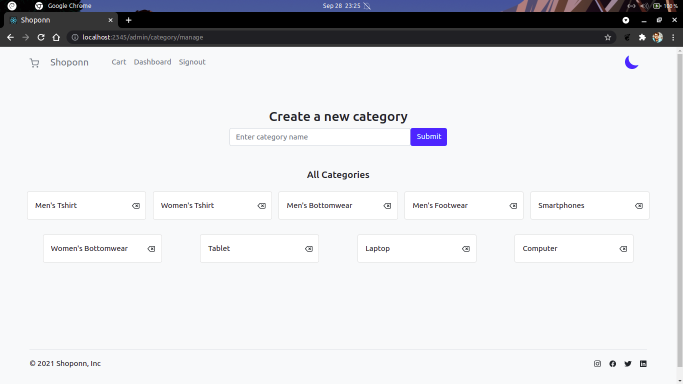 Google Chrome
Sep 28 23:25
100 %
Shoponn
localhost:2345/admin/category/manage
Shoponn Cart Dashboard Signout
Create a new category
Enter category name Submit
All Categories
Men's Tshirt Women's Tshirt Men's Bottomwear Men's Footwear Smartphones
Women's Bottomwear Tablet Laptop Computer
© 2021 Shoponn, Inc